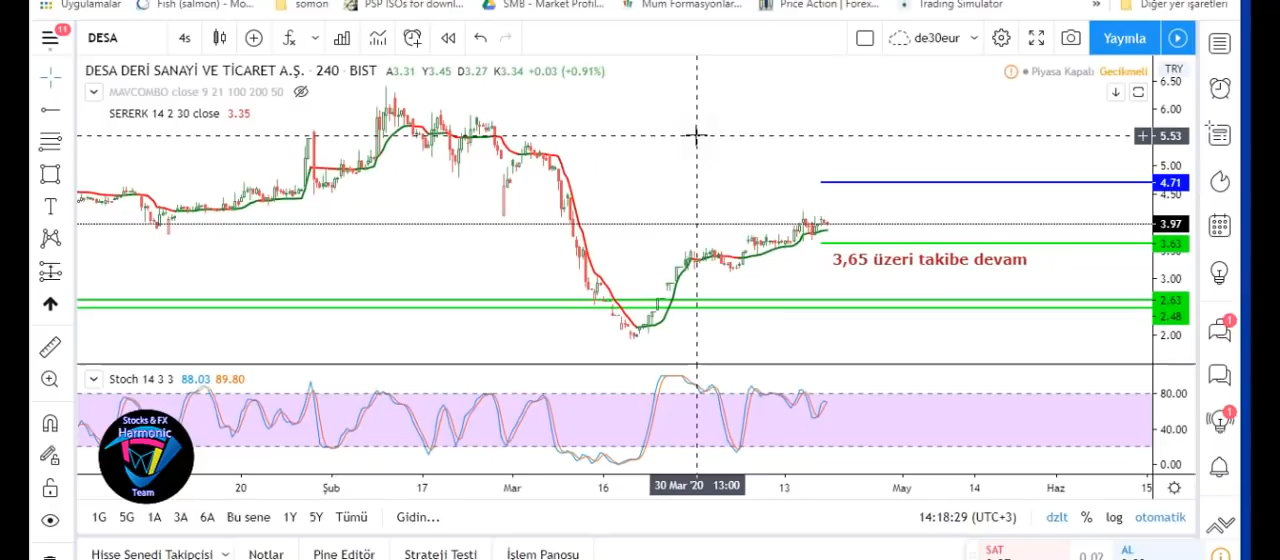 Uygulamalar Fish (salmon) - Mo... somon PSP ISOs for downl... SMB - Market Profil... Mum Formasyonlar... Price Action | Forex... Trading Simulator » Diğer yer işaretleri
11
DESA 4s de30eur Yayınla
DESA DERİ SANAYİ VE TİCARET A.Ş. · 240 · BIST A3.31 Y3.45 D3.27 K3.34 +0.03 (+0.91%) Piyasa Kapalı Gecikmeli TRY
6.50
MAVCOMBO close 9 21 100 200 50
6.00
SERERK 14 2 30 close 3.35
5.53
5.00
4.71
4.50
3.97
3.63
3,65 üzeri takibe devam
3.00
2.63
2.48
2.00
1
Stoch 14 3 3 88.03 89.80
80.00
1
Stocks & FX
Harmonic
40.00
0.00
Team
20 Şub 17 Mar 16 30 Mar '20 13:00 13 May 14 Haz 15
1G 5G 1A 3A 6A Bu sene 1Y 5Y Tümü Gidin... 14:18:29 (UTC+3) dzlt % log otomatik
Hisse Senedi Takipçisi Notlar Pine Editör Strateji Testi İşlem Panosu SAT 0.02 AL